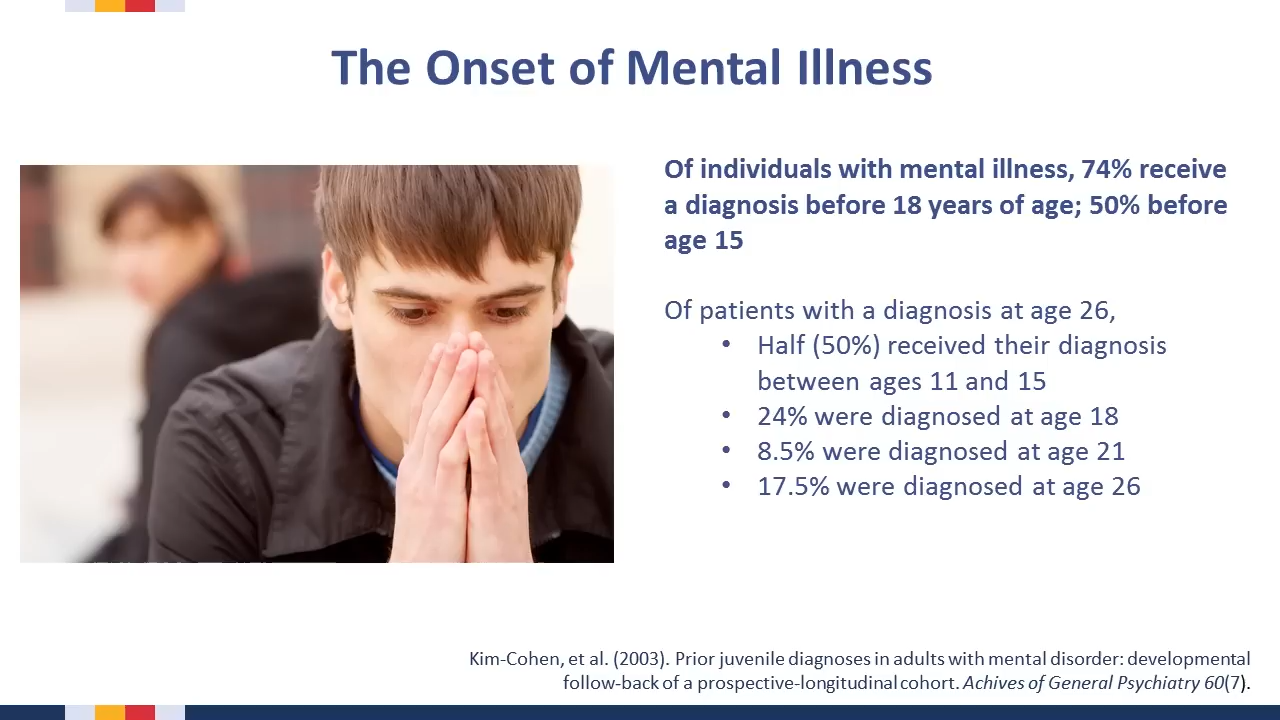 The Onset of Mental Illness
Of individuals with mental illness, 74% receive
a diagnosis before 18 years of age; 50% before
age 15
Of patients with a diagnosis at age 26,
• Half (50%) received their diagnosis
between ages 11 and 15
• 24% were diagnosed at age 18
• 8.5% were diagnosed at age 21
• 17.5% were diagnosed at age 26
Kim-Cohen, et al. (2003). Prior juvenile diagnoses in adults with mental disorder: developmental
follow-back of a prospective-longitudinal cohort. Achives of General Psychiatry 60(7).